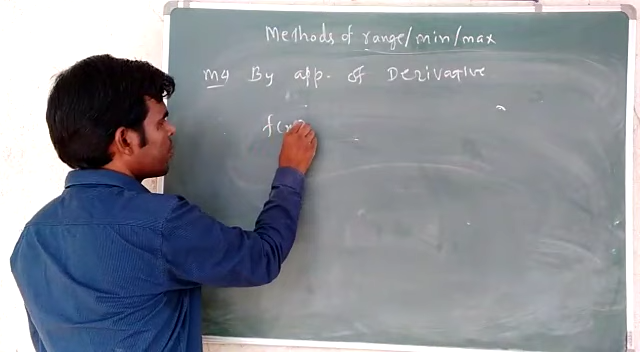 Methods of range/min/max
M4 By app. of Derivative
f(x)